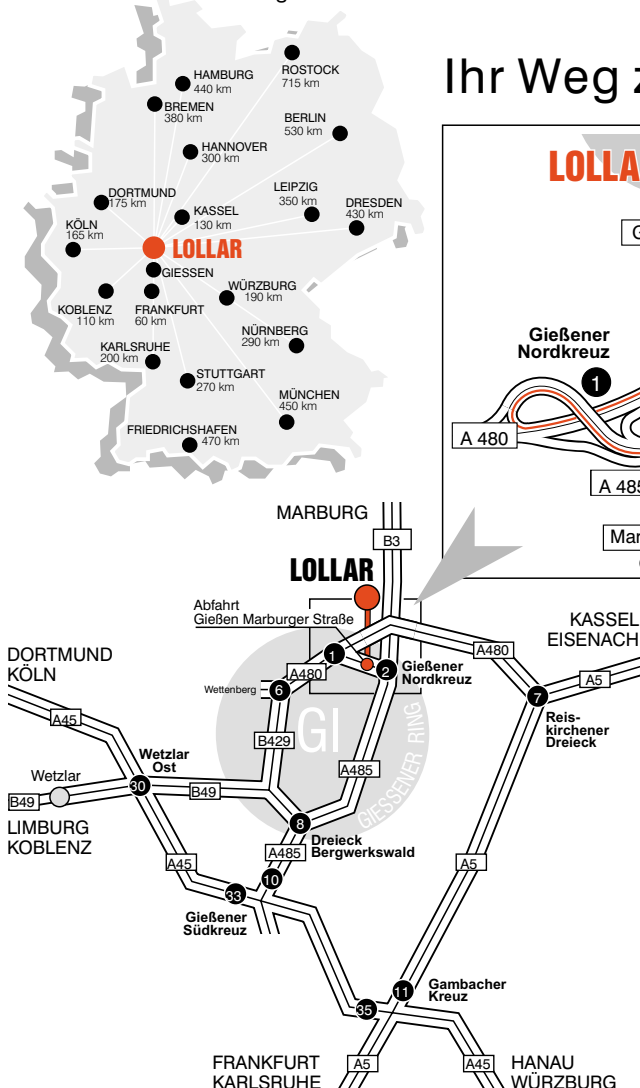 HAMBURG
440 km
ROSTOCK
715 km
BREMEN
380 km
BERLIN
530 km
HANNOVER
300 km
DORTMUND
175 km
LEIPZIG
350 km
DRESDEN
430 km
KÖLN
165 km
KASSEL
130 km
LOLLAR
GIESSEN
WÜRZBURG
190 km
KOBLENZ
110 km
FRANKFURT
60 km
NÜRNBERG
290 km
KARLSRUHE
200 km
STUTTGART
270 km
MÜNCHEN
450 km
FRIEDRICHSHAFEN
470 km
Ihr Weg z
LOLLA
G
Gießener
Nordkreuz
1
A 480
A 485
Mar
MARBURG
B3
LOLLAR
Abfahrt
Gießen Marburger Straße
KASSEL
EISENACH
A480
1
2
Gießener
Nordkreuz
A480
A5
DORTMUND
KÖLN
Wettenberg
6
7
Reis-
kirchener
Dreieck
A45
GI
GIESSENER RING
B429
Wetzlar
Ost
A485
Wetzlar
30
B49
B49
LIMBURG
KOBLENZ
8
Dreieck
Bergwerkswald
A485
A45
A5
10
33
Gießener
Südkreuz
11
Gambacher
Kreuz
35
FRANKFURT
KARLSRUHE
A5
A45
HANAU
WÜRZBURG